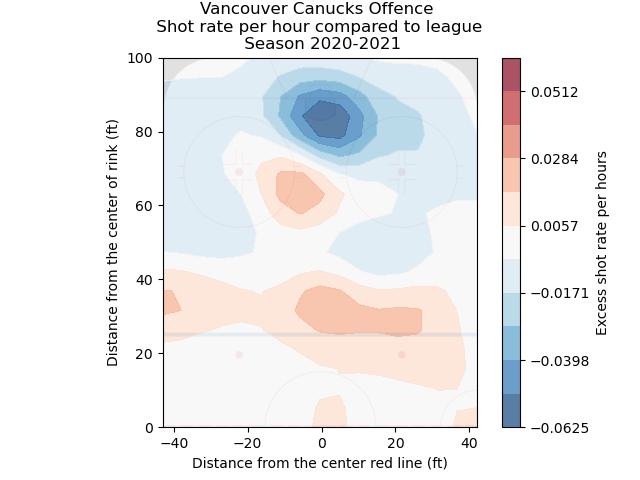 Vancouver Canucks Offence
Shot rate per hour compared to league
Season 2020-2021
100
80
60
40
20
0
Distance from the center of rink (ft)
−40
−20
0
20
40
Distance from the center red line (ft)
0.0512
0.0284
0.0057
−0.0171
−0.0398
−0.0625
Excess shot rate per hours